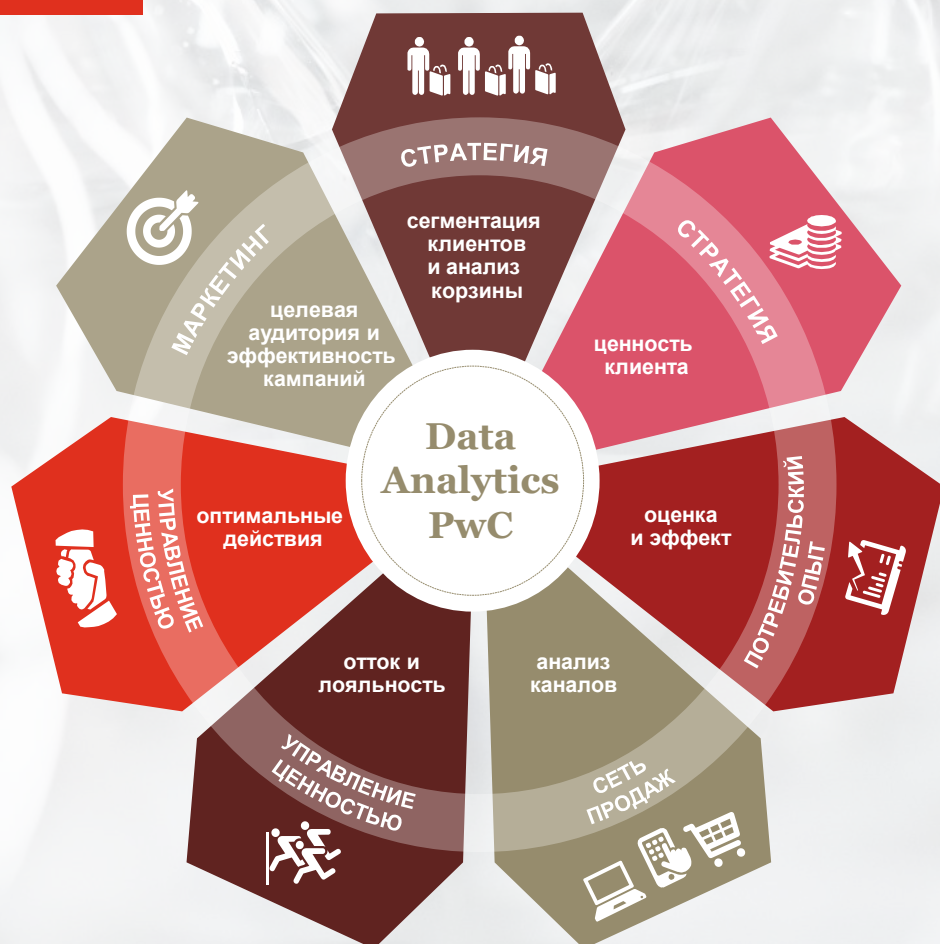 СТРАТЕГИЯ
сегментация
клиентов
и анализ
корзины
СТРАТЕГИЯ
ценность
клиента
ПОТРЕБИТЕЛЬСКИЙ
ОПЫТ
оценка
и эффект
СЕТЬ
ПРОДАЖ
анализ
каналов
УПРАВЛЕНИЕ
ЦЕННОСТЬЮ
отток и
лояльность
УПРАВЛЕНИЕ
ЦЕННОСТЬЮ
оптимальные
действия
МАРКЕТИНГ
целевая
аудитория и
эффективность
кампаний
Data
Analytics
PwC